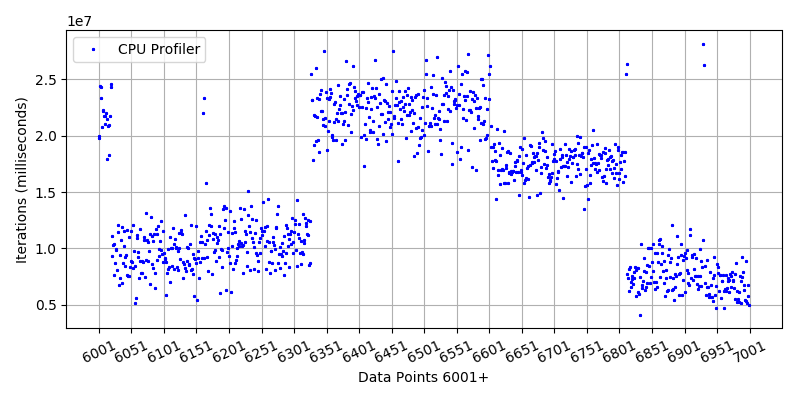 1e7
CPU Profiler
2.5
2.0
1.5
1.0
0.5
Iterations (milliseconds)
6001 6051 6101 6151 6201 6251 6301 6351 6401 6451 6501 6551 6601 6651 6701 6751 6801 6851 6901 6951 7001
Data Points 6001+